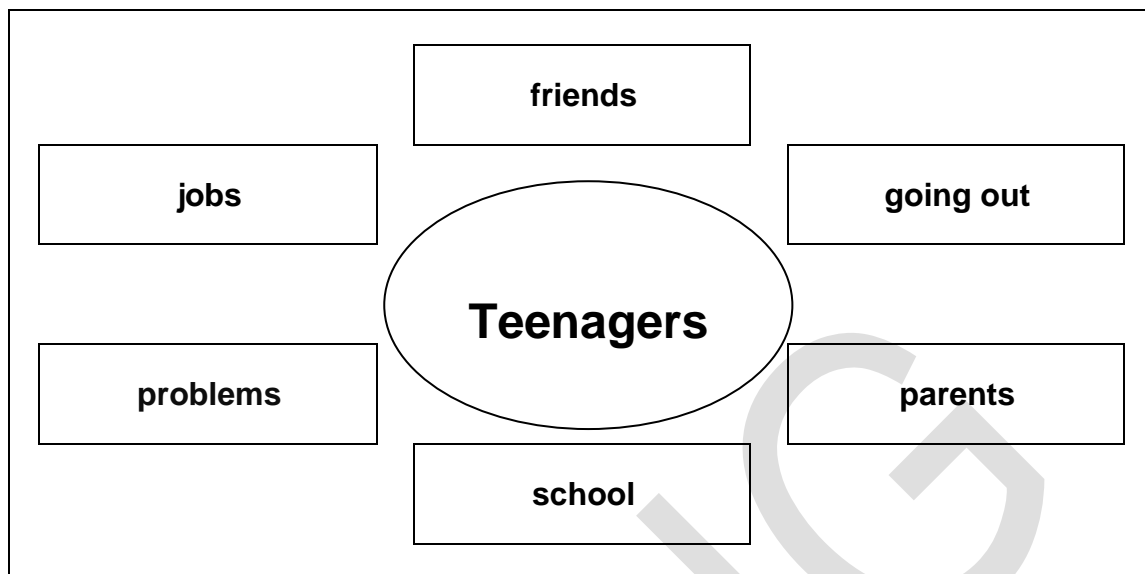 friends
jobs
going out
Teenagers
problems
parents
school